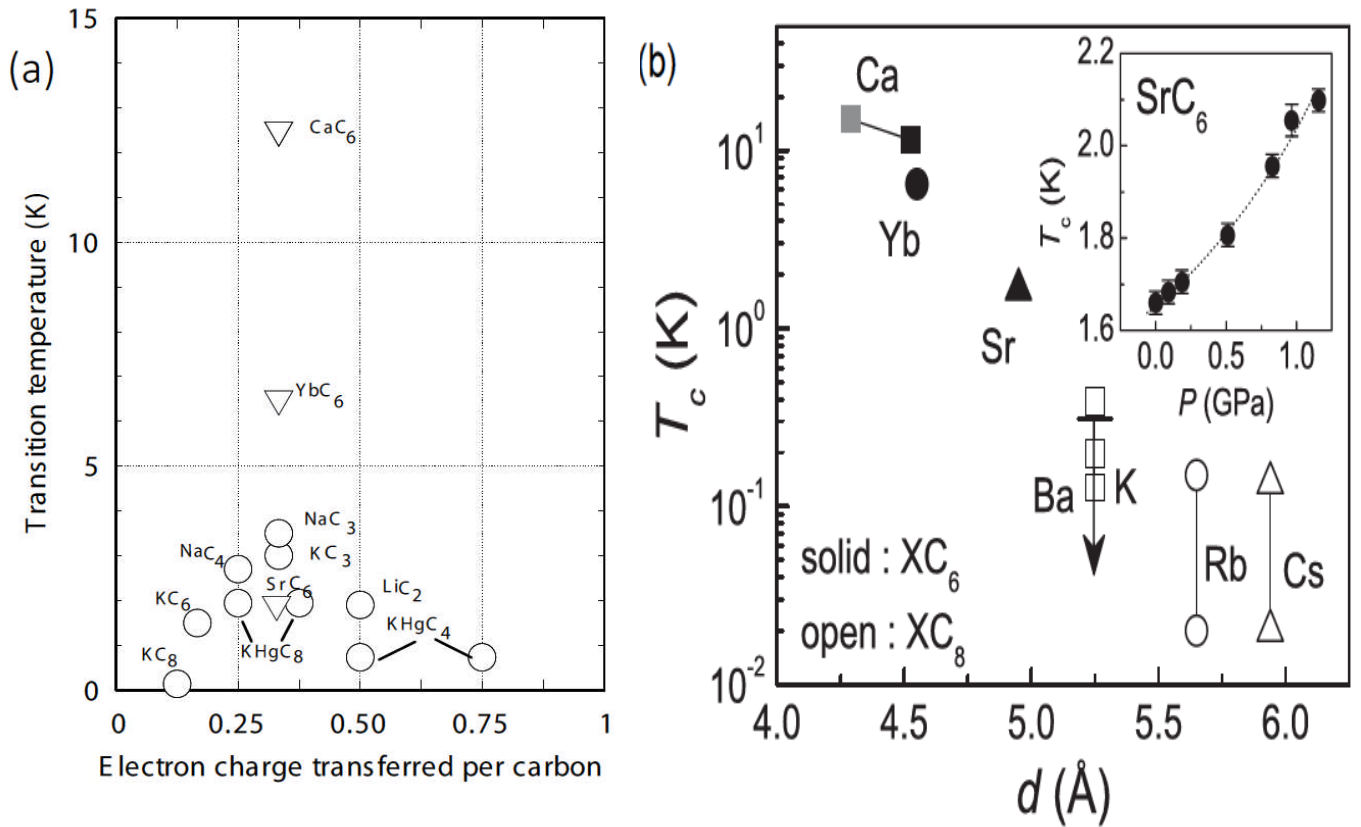 (a)
15
10
5
0
Transition temperature (K)
CaC6
YbC6
NaC3
KC3
NaC4
SrC6
KC6
LiC2
KHgC4
KHgC8
KC8
0 0.25 0.50 0.75 1
Electron charge transferred per carbon
(b)
Ca
Yb
Sr
Ba
K
Rb
Cs
solid : XC6
open : XC8
10^1
10^0
10^-1
10^-2
Tc (K)
4.0 4.5 5.0 5.5 6.0
d (Å)
SrC6
2.2
2.0
1.8
1.6
Tc (K)
0.0 0.5 1.0
P (GPa)